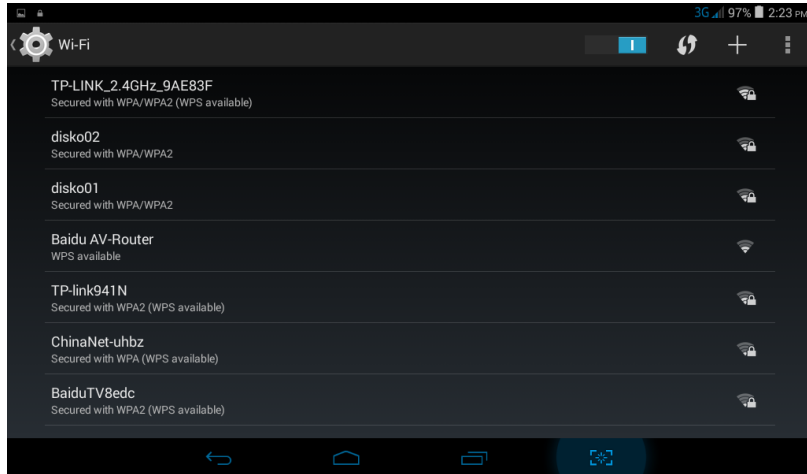 3G 97% 2:23 PM
Wi-Fi
TP-LINK_2.4GHz_9AE83F
Secured with WPA/WPA2 (WPS available)
disko02
Secured with WPA/WPA2
disko01
Secured with WPA/WPA2
Baidu AV-Router
WPS available
TP-link941N
Secured with WPA2 (WPS available)
ChinaNet-uhbz
Secured with WPA (WPS available)
BaiduTV8edc
Secured with WPA2 (WPS available)